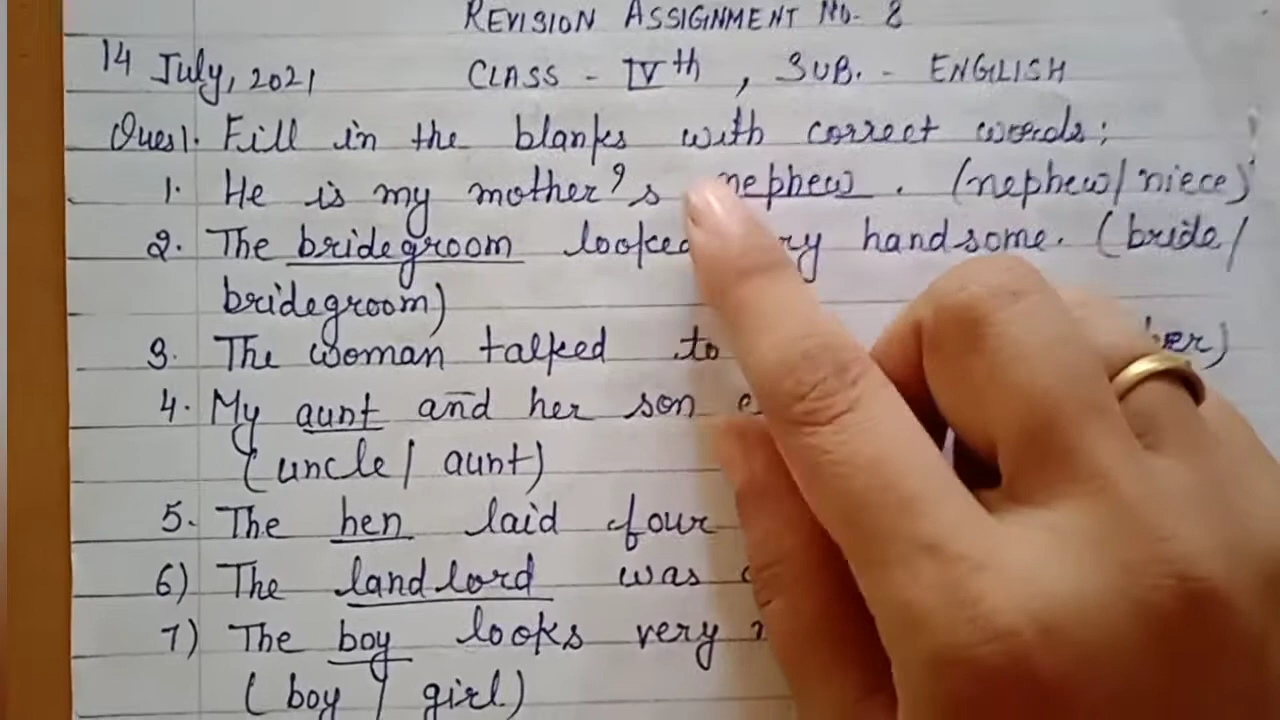 REVISION ASSIGNMENT NO. 8
14 July, 2021 CLASS - IVth, SUB. - ENGLISH
Ques1. Fill in the blanks with correct words:
1. He is my mother's nephew. (nephew/niece)
2. The bridegroom looked handsome. (bride/
bridegroom)
3. The woman talked to
4. My aunt and her son
(uncle/ aunt)
5. The hen laid four
6) The landlord was
7) The boy looks very
(boy / girl)